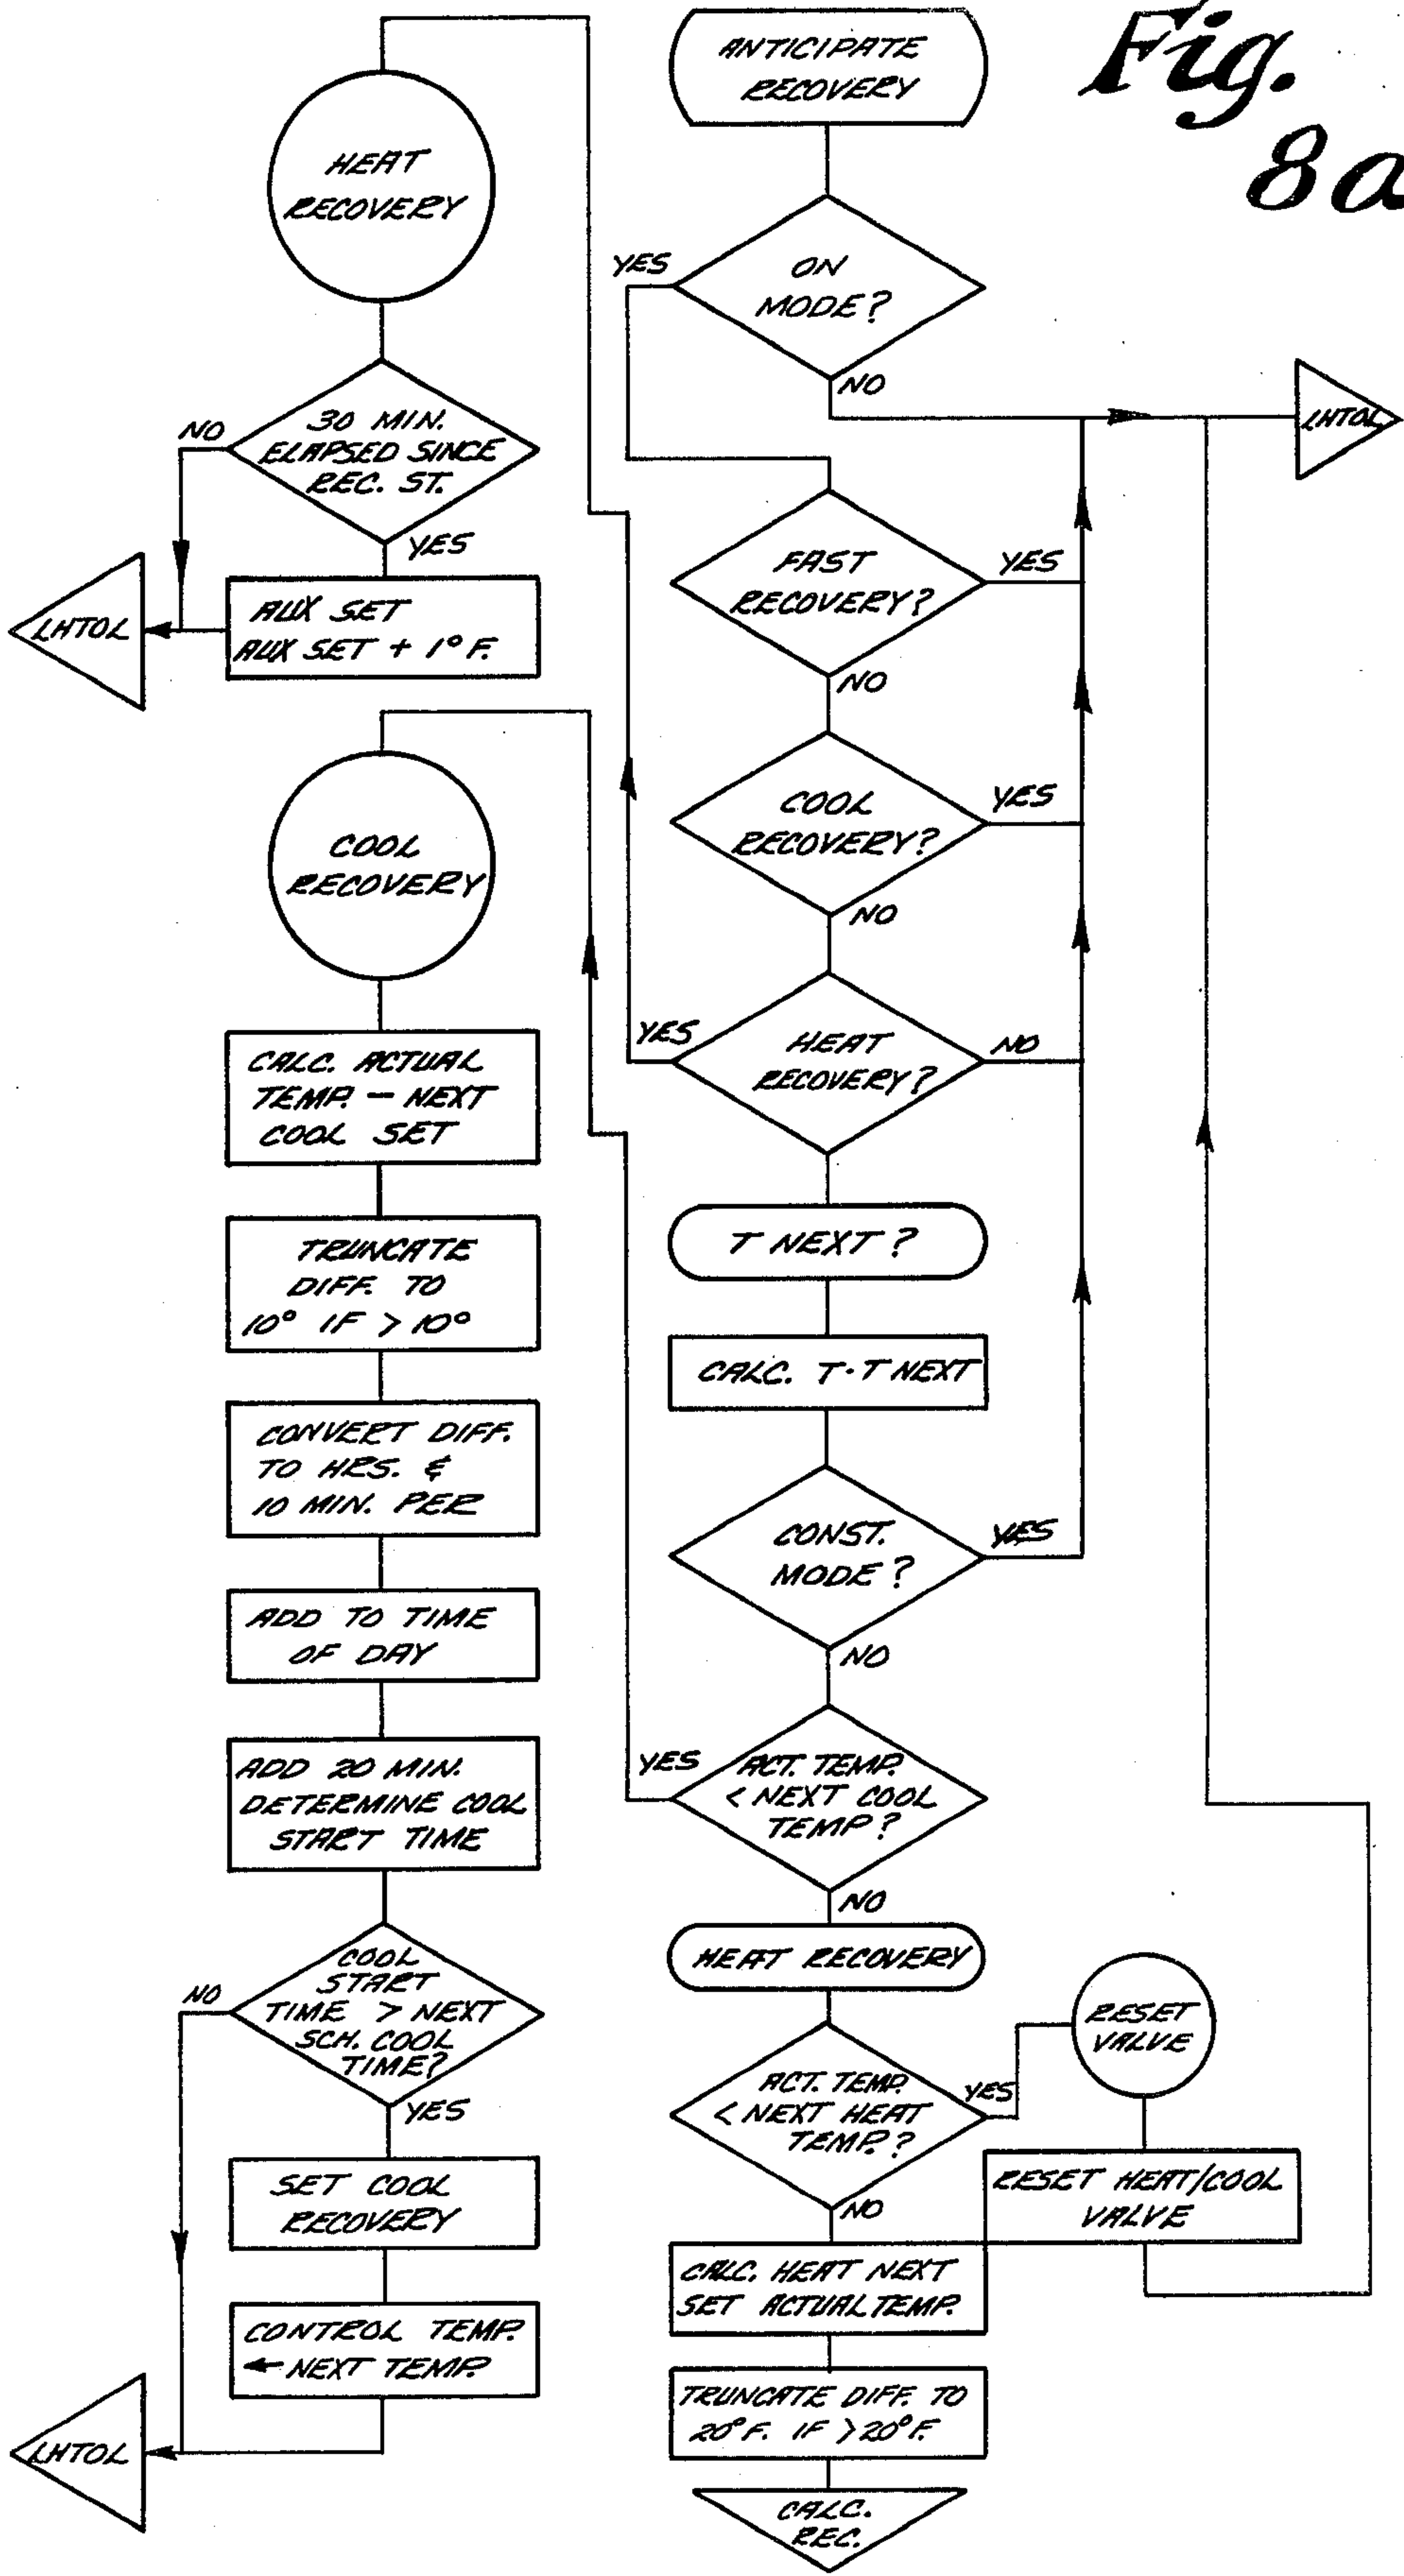 Fig.
8a
ANTICIPATE
RECOVERY
ON
MODE?
YES
NO
LHTOL
FAST
RECOVERY?
YES
NO
COOL
RECOVERY?
YES
NO
HEAT
RECOVERY?
YES
NO
T NEXT?
CALC. T-T NEXT
CONST.
MODE?
YES
NO
ACT. TEMP.
< NEXT COOL
TEMP?
YES
NO
HEAT RECOVERY
ACT. TEMP.
< NEXT HEAT
TEMP.?
YES
NO
RESET
VALVE
RESET HEAT/COOL
VALVE
CALC. HEAT NEXT
SET ACTUAL TEMP.
TRUNCATE DIFF. TO
20°F. IF >20°F.
CALC.
REC.
HEAT
RECOVERY
30 MIN.
ELAPSED SINCE
REC. ST.
NO
YES
AUX SET
AUX SET + 1°F.
LHTOL
COOL
RECOVERY
CALC. ACTUAL
TEMP. - NEXT
COOL SET
TRUNCATE
DIFF. TO
10° IF > 10°
CONVERT DIFF.
TO HRS. &
10 MIN. PER
ADD TO TIME
OF DAY
ADD 20 MIN.
DETERMINE COOL
START TIME
COOL
START
TIME > NEXT
SCH. COOL
TIME?
NO
YES
SET COOL
RECOVERY
CONTROL TEMP.
← NEXT TEMP.
LHTOL